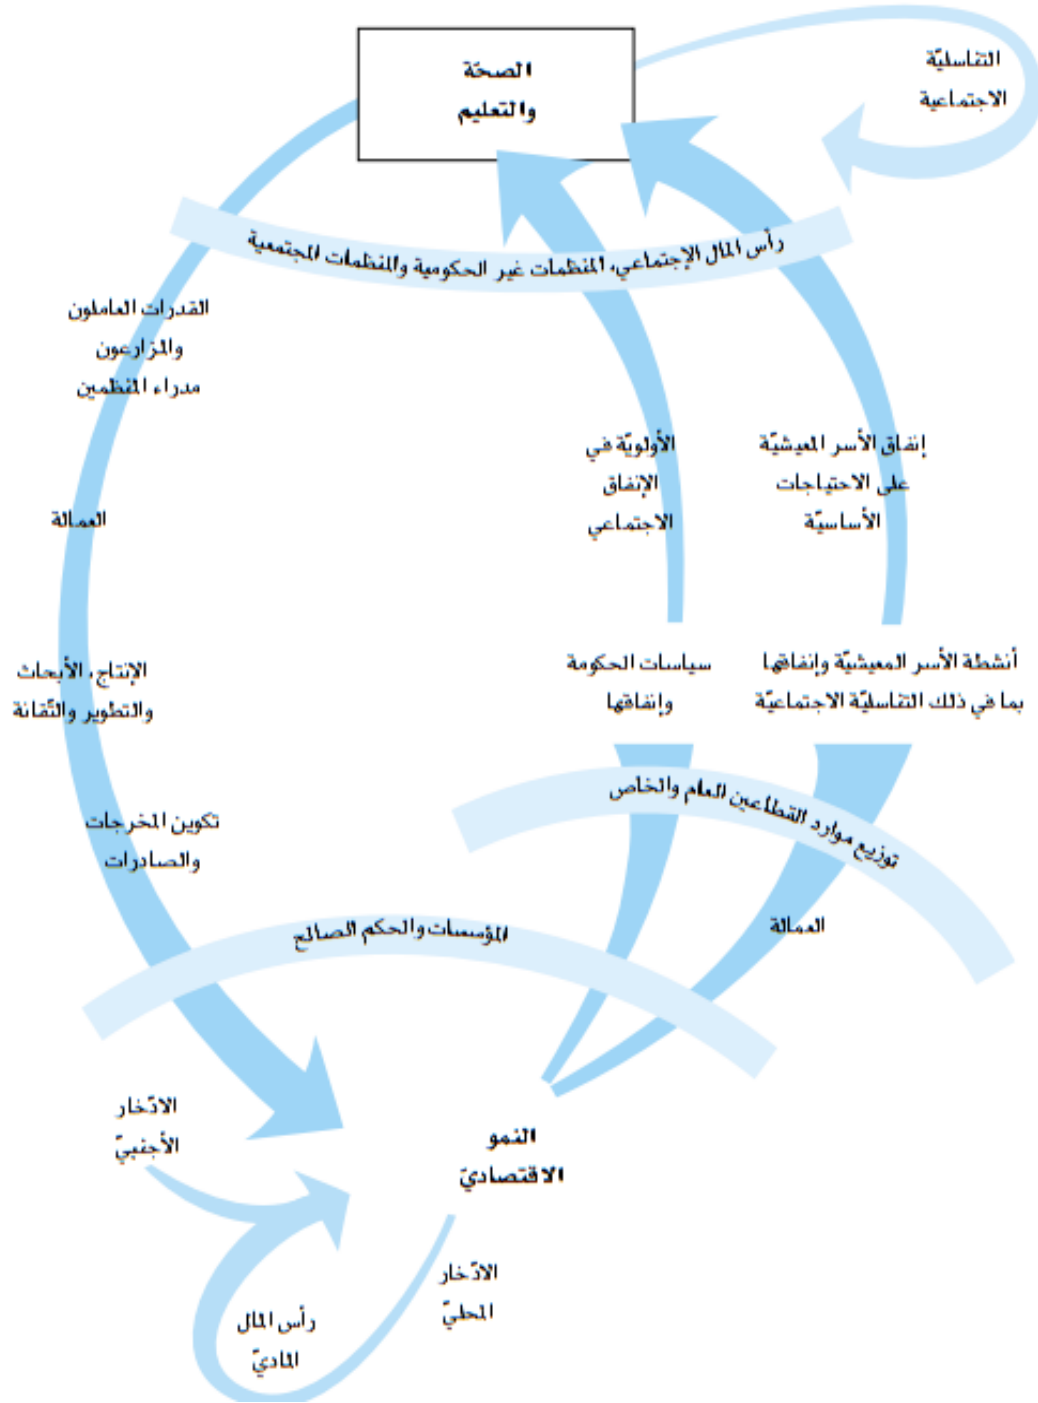 الصحّة
والتعليم
التقاسليّة
الاجتماعية
رأس المال الإجتماعي، المنظمات غير الحكومية والمنظمات المجتمعية
القدرات العاملون
والمزارعون
مدراء المنظمين
الأولويّة في
الإنفاق
الاجتماعي
إنفاق الأسر المعيشيّة
على الاحتياجات
الأساسيّة
العمالة
الإنتاج، الأبحاث
والتطوير والتّقانة
سياسات الحكومة
وإنفاقها
أنشطة الأسر المعيشيّة وإنفاقها
بما في ذلك التقاسليّة الاجتماعيّة
توزيع موارد القطاعين العام والخاص
تكوين المخرجات
والصادرات
المؤسسات والحكم الصالح
العمالة
الادّخار
الأجنبيّ
النمو
الاقتصاديّ
الادّخار
المحليّ
رأس المال
الماديّ